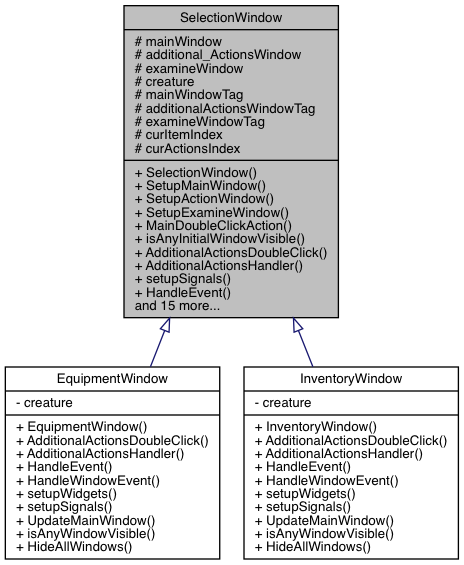 SelectionWindow
# mainWindow
# additional_ActionsWindow
# examineWindow
# creature
# mainWindowTag
# additionalActionsWindowTag
# examineWindowTag
# curItemIndex
# curActionsIndex
+ SelectionWindow()
+ SetupMainWindow()
+ SetupActionWindow()
+ SetupExamineWindow()
+ MainDoubleClickAction()
+ isAnyInitialWindowVisible()
+ AdditionalActionsDoubleClick()
+ AdditionalActionsHandler()
+ setupSignals()
+ HandleEvent()
and 15 more...
EquipmentWindow
- creature
+ EquipmentWindow()
+ AdditionalActionsDoubleClick()
+ AdditionalActionsHandler()
+ HandleEvent()
+ HandleWindowEvent()
+ setupWidgets()
+ setupSignals()
+ UpdateMainWindow()
+ isAnyWindowVisible()
+ HideAllWindows()
InventoryWindow
- creature
+ InventoryWindow()
+ AdditionalActionsDoubleClick()
+ AdditionalActionsHandler()
+ HandleEvent()
+ HandleWindowEvent()
+ setupWidgets()
+ setupSignals()
+ UpdateMainWindow()
+ isAnyWindowVisible()
+ HideAllWindows()